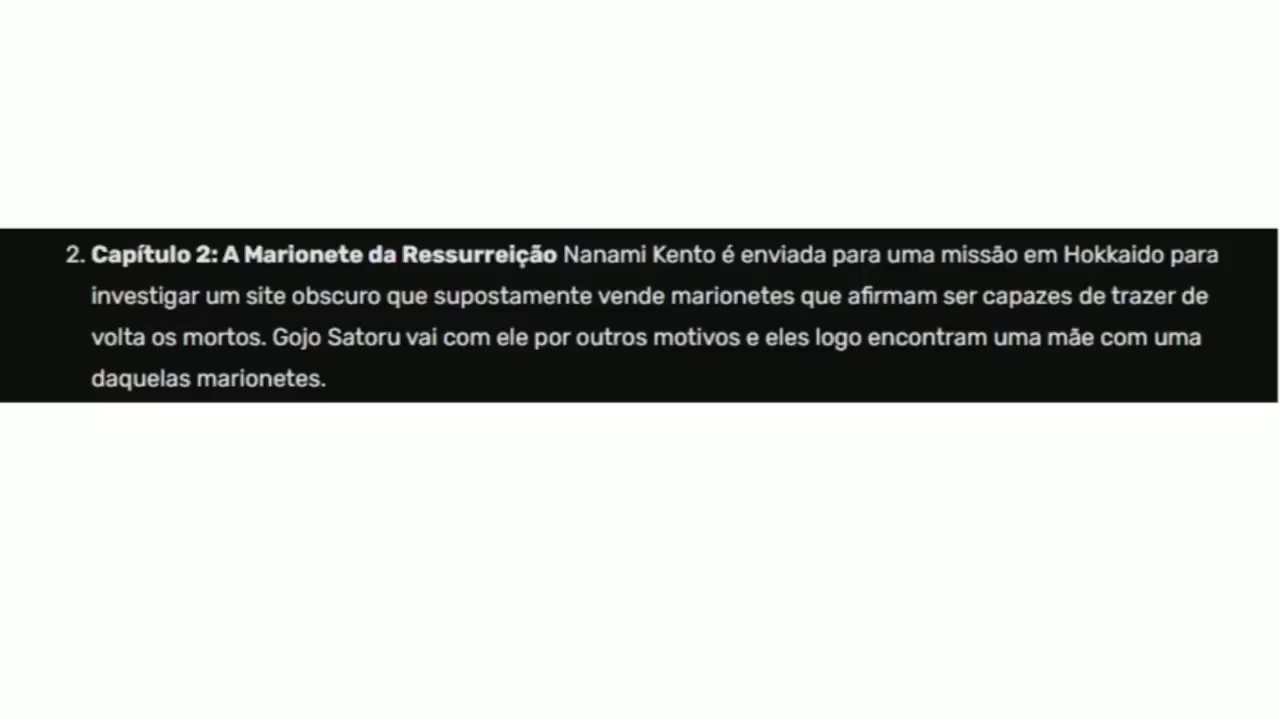 2. Capítulo 2: A Marionete da Ressurreição Nanami Kento é enviada para uma missão em Hokkaido para
investigar um site obscuro que supostamente vende marionetes que afirmam ser capazes de trazer de
volta os mortos. Gojo Satoru vai com ele por outros motivos e eles logo encontram uma mãe com uma
daquelas marionetes.